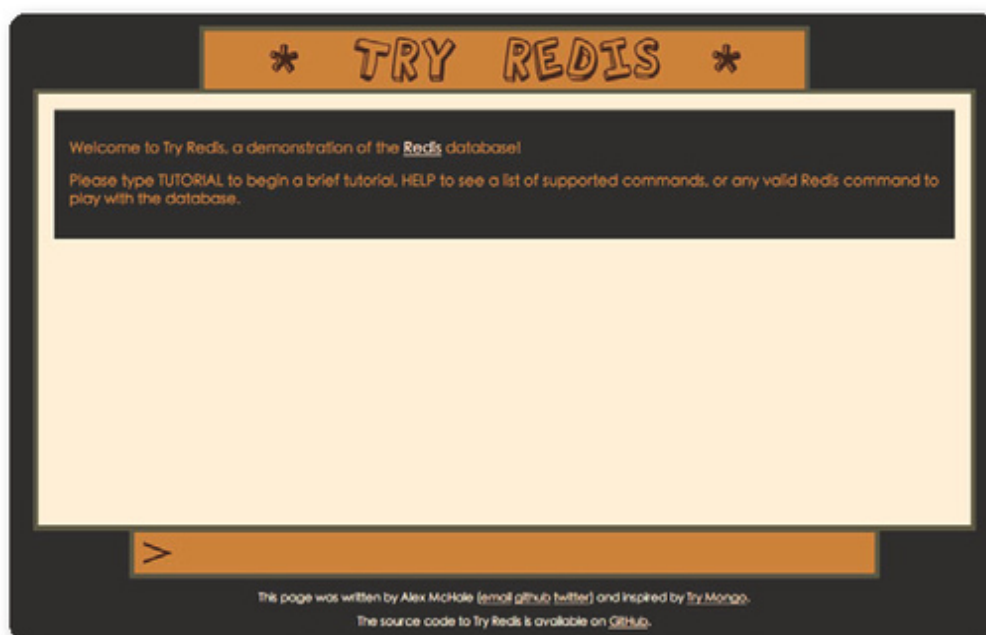 * TRY REDIS *
Welcome to Try Redis, a demonstration of the Redis database!
Please type TUTORIAL to begin a brief tutorial, HELP to see a list of supported commands, or any valid Redis command to
play with the database.
>
This page was written by Alex McHale (email github twitter) and inspired by Try Mongo.
The source code to Try Redis is available on GitHub.